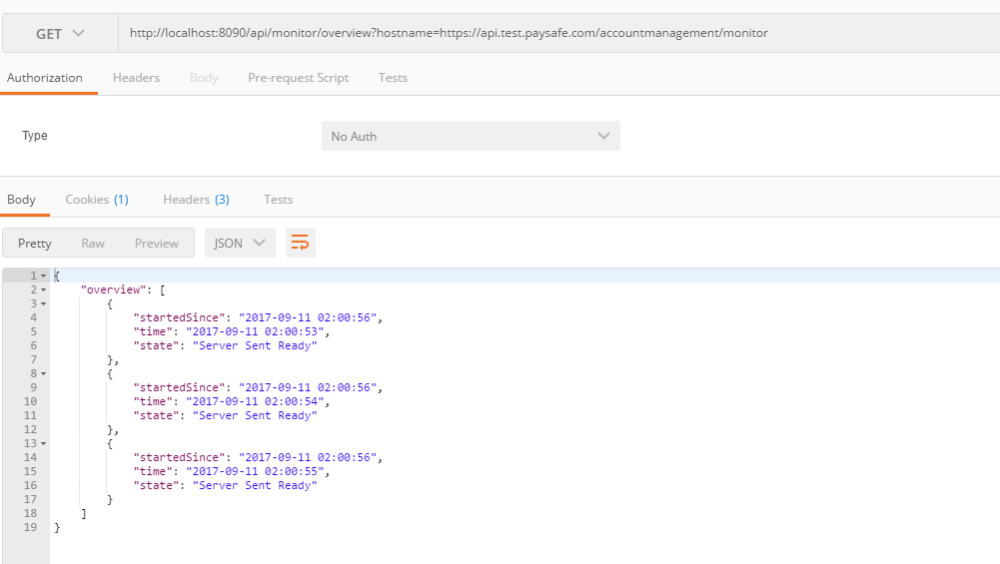 GET http://localhost:8090/api/monitor/overview?hostname=https://api.test.paysafe.com/accountmanagement/monitor
Authorization Headers Body Pre-request Script Tests
Type No Auth
Body Cookies (1) Headers (3) Tests
Pretty Raw Preview JSON
1 {
2 "overview": [
3 {
4 "startedSince": "2017-09-11 02:00:56",
5 "time": "2017-09-11 02:00:53",
6 "state": "Server Sent Ready"
7 },
8 {
9 "startedSince": "2017-09-11 02:00:56",
10 "time": "2017-09-11 02:00:54",
11 "state": "Server Sent Ready"
12 },
13 {
14 "startedSince": "2017-09-11 02:00:56",
15 "time": "2017-09-11 02:00:55",
16 "state": "Server Sent Ready"
17 }
18 ]
19 }